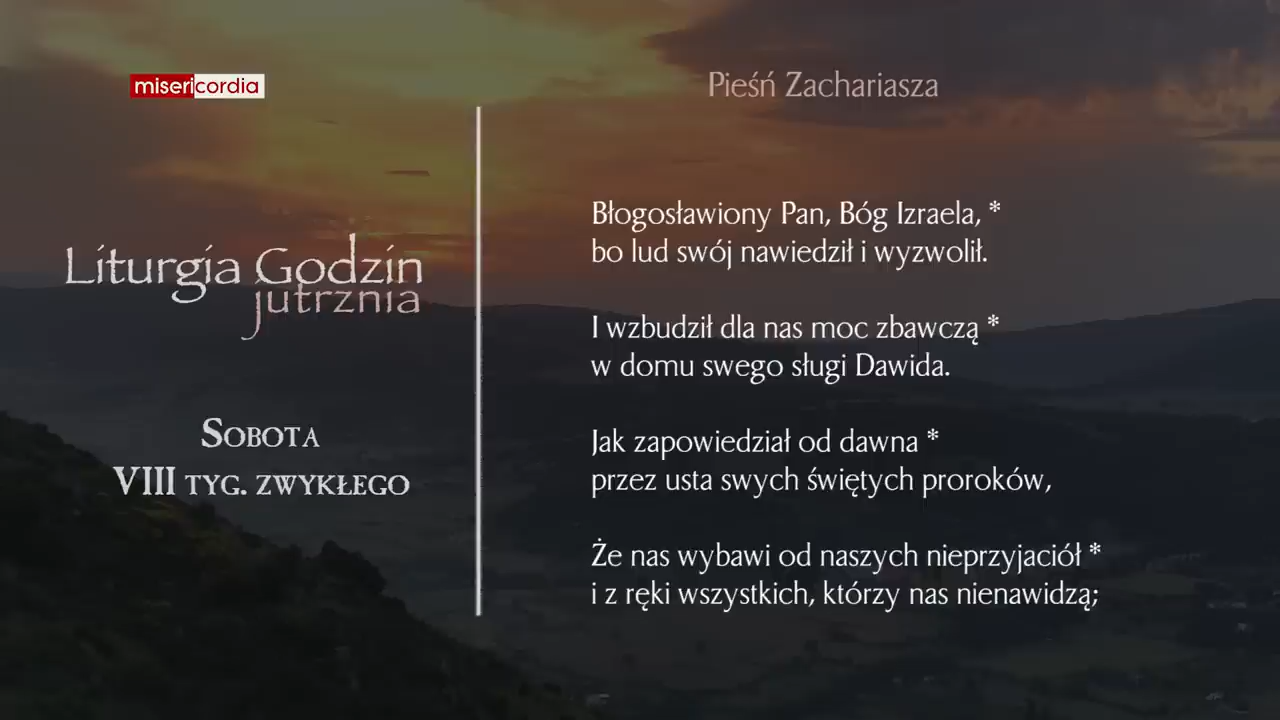 misericordia
Liturgia Godzin
jutrznia
Sobota
VIII tyg. zwykłego
Pieśń Zachariasza
Błogosławiony Pan, Bóg Izraela, *
bo lud swój nawiedził i wyzwolił.
I wzbudził dla nas moc zbawczą *
w domu swego sługi Dawida.
Jak zapowiedział od dawna *
przez usta swych świętych proroków,
Że nas wybawi od naszych nieprzyjaciół *
i z ręki wszystkich, którzy nas nienawidzą;